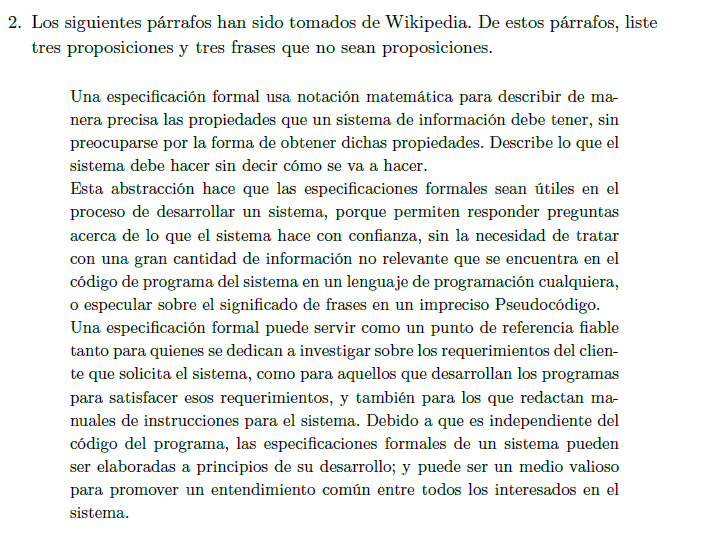 2. Los siguientes párrafos han sido tomados de Wikipedia. De estos párrafos, liste
tres proposiciones y tres frases que no sean proposiciones.
Una especificación formal usa notación matemática para describir de ma-
nera precisa las propiedades que un sistema de información debe tener, sin
preocuparse por la forma de obtener dichas propiedades. Describe lo que el
sistema debe hacer sin decir cómo se va a hacer.
Esta abstracción hace que las especificaciones formales sean útiles en el
proceso de desarrollar un sistema, porque permiten responder preguntas
acerca de lo que el sistema hace con confianza, sin la necesidad de tratar
con una gran cantidad de información no relevante que se encuentra en el
código de programa del sistema en un lenguaje de programación cualquiera,
o especular sobre el significado de frases en un impreciso Pseudocódigo.
Una especificación formal puede servir como un punto de referencia fiable
tanto para quienes se dedican a investigar sobre los requerimientos del clien-
te que solicita el sistema, como para aquellos que desarrollan los programas
para satisfacer esos requerimientos, y también para los que redactan ma-
nuales de instrucciones para el sistema. Debido a que es independiente del
código del programa, las especificaciones formales de un sistema pueden
ser elaboradas a principios de su desarrollo; y puede ser un medio valioso
para promover un entendimiento común entre todos los interesados en el
sistema.